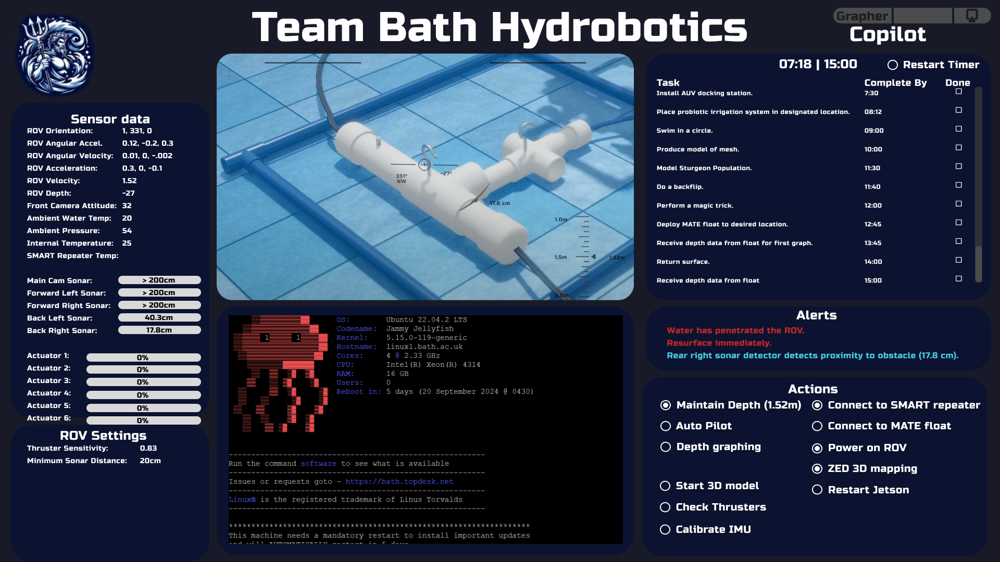 Team Bath Hydrobotics
Grapher
Copilot
Sensor data
ROV Orientation: 1, 331, 0
ROV Angular Accel. 0.12, -0.2, 0.3
ROV Angular Velocity: 0.01, 0, -.002
ROV Acceleration: 0.3, 0, -0.1
ROV Velocity: 1.52
ROV Depth: -27
Front Camera Attitude: 32
Ambient Water Temp: 20
Ambient Pressure: 54
Internal Temperature: 25
SMART Repeater Temp:
Main Cam Sonar: > 200cm
Forward Left Sonar: > 200cm
Forward Right Sonar: > 200cm
Back Left Sonar: 40.3cm
Back Right Sonar: 17.8cm
Actuator 1: 0%
Actuator 2: 0%
Actuator 3: 0%
Actuator 4: 0%
Actuator 5: 0%
Actuator 6: 0%
ROV Settings
Thruster Sensitivity: 0.83
Minimum Sonar Distance: 20cm
331°
NW
-27°
17.8 cm
1.0m
1.5m
1.52m
2.0m
1 1
OS: Ubuntu 22.04.2 LTS
Codename: Jammy Jellyfish
Kernel: 5.15.0-119-generic
Hostname: linux1.bath.ac.uk
Cores: 4 @ 2.33 GHz
CPU: Intel(R) Xeon(R) 4314
RAM: 16 GB
Users: 0
Reboot in: 5 days (20 September 2024 @ 0430)
---------------------------------------------------------
Run the command software to see what is available
---------------------------------------------------------
Issues or requests goto - https://bath.topdesk.net
---------------------------------------------------------
Linux® is the registered trademark of Linus Torvalds
---------------------------------------------------------
*******************************************************************
This machine needs a mandatory restart to install important updates
and will AUTOMATICALLY restart in 5 days
07:18 | 15:00
Restart Timer
Task Complete By Done
Install AUV docking station. 7:30
Place probiotic irrigation system in designated location. 08:12
Swim in a circle. 09:00
Produce model of mesh. 10:00
Model Sturgeon Population. 11:30
Do a backflip. 11:40
Perform a magic trick. 12:00
Deploy MATE float to desired location. 12:45
Receive depth data from float for first graph. 13:45
Return surface. 14:00
Receive depth data from float 15:00
Alerts
Water has penetrated the ROV.
Resurface immediately.
Rear right sonar detector detects proximity to obstacle (17.8 cm).
Actions
Maintain Depth (1.52m)
Auto Pilot
Depth graphing
Start 3D model
Check Thrusters
Calibrate IMU
Connect to SMART repeater
Connect to MATE float
Power on ROV
ZED 3D mapping
Restart Jetson